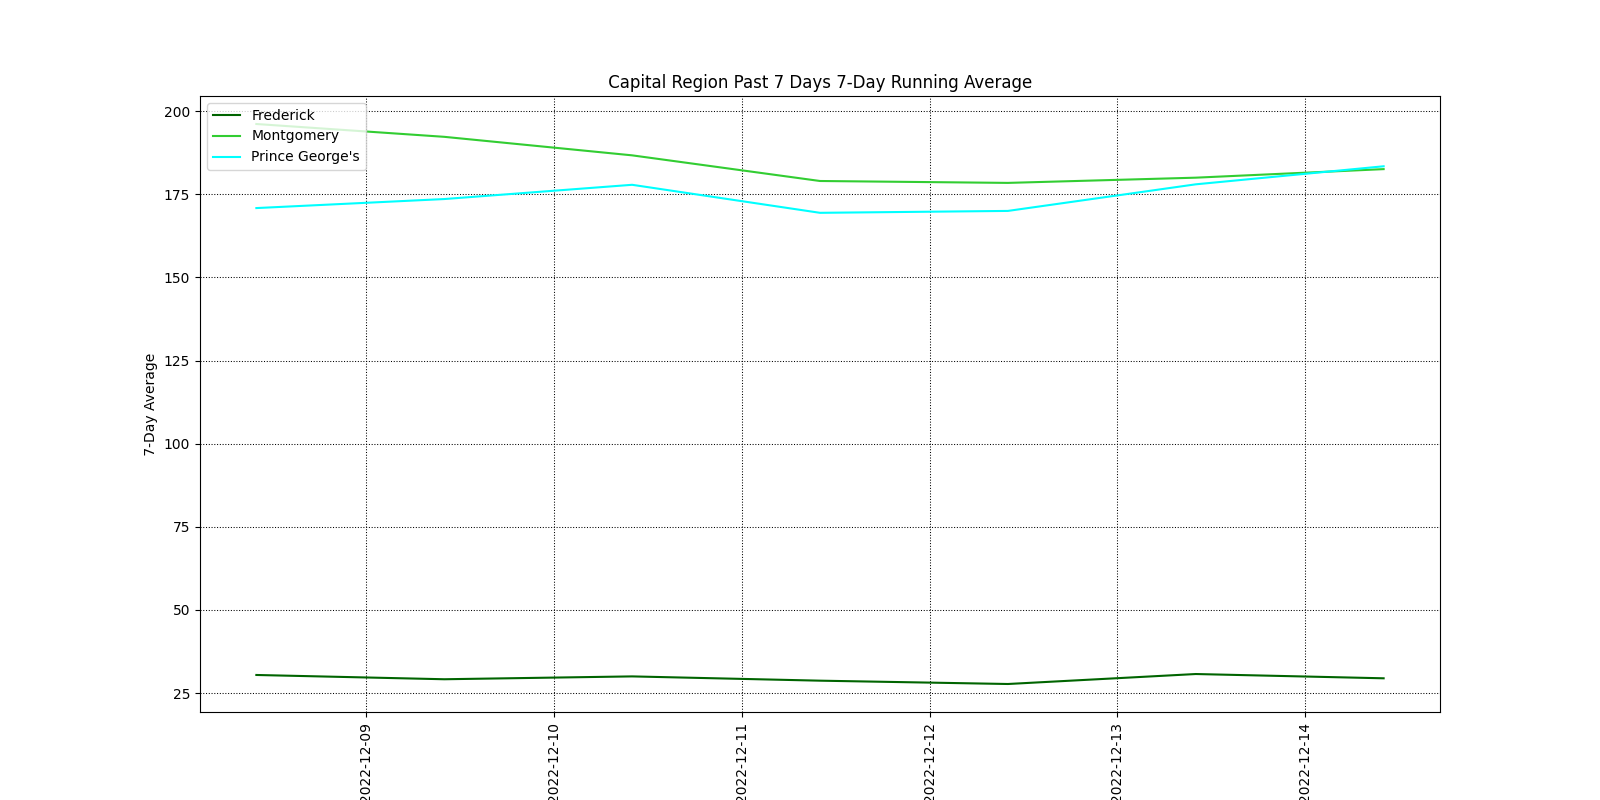 Capital Region Past 7 Days 7-Day Running Average
Frederick
Montgomery
Prince George's
7-Day Average
200
175
150
125
100
75
50
25
2022-12-09
2022-12-10
2022-12-11
2022-12-12
2022-12-13
2022-12-14